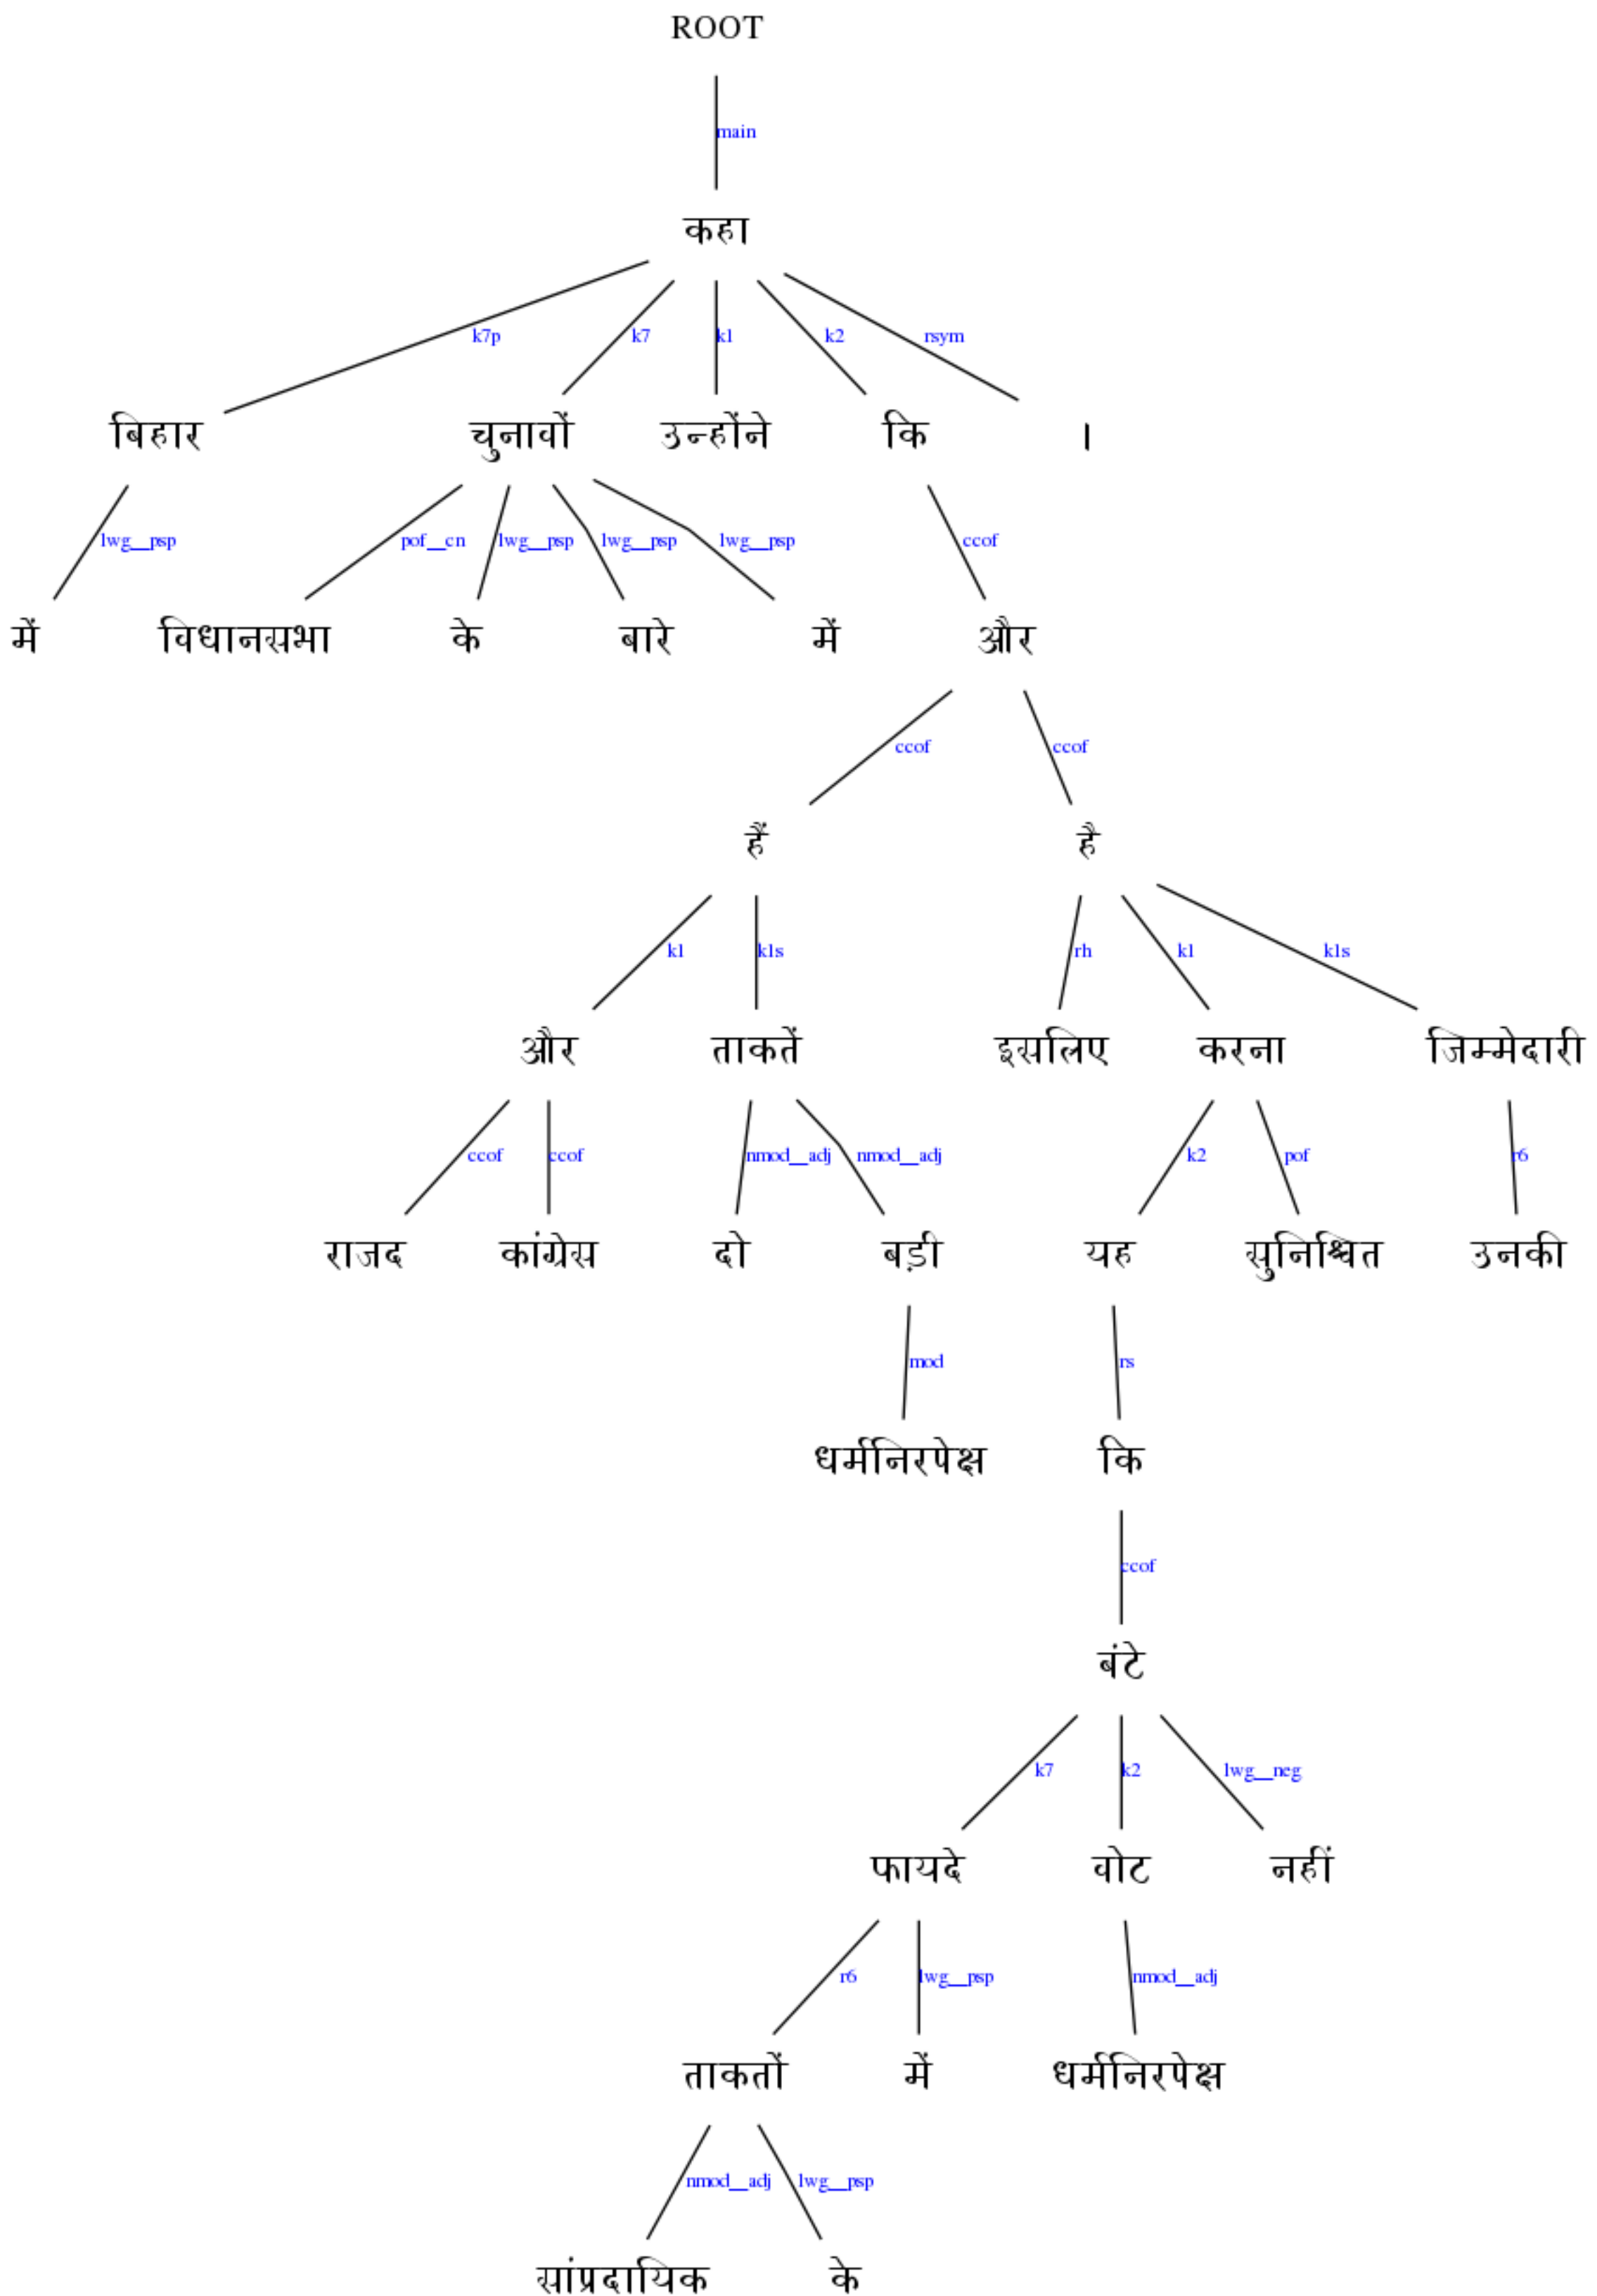 ROOT
main
कहा
k7p k7 k1 k2 rsym
बिहार चुनावों उन्होंने कि ।
lwg__psp pof__cn lwg__psp lwg__psp lwg__psp ccof
में विधानसभा के बारे में और
ccof ccof
हैं है
k1 k1s rh k1 k1s
और ताकतें इसलिए करना जिम्मेदारी
ccof ccof nmod__adj nmod__adj k2 pof r6
राजद कांग्रेस दो बड़ी यह सुनिश्चित उनकी
mod rs
धर्मनिरपेक्ष कि
ccof
बंटे
k7 k2 lwg__neg
फायदे वोट नहीं
r6 lwg__psp nmod__adj
ताकतों में धर्मनिरपेक्ष
nmod__adj lwg__psp
सांप्रदायिक के